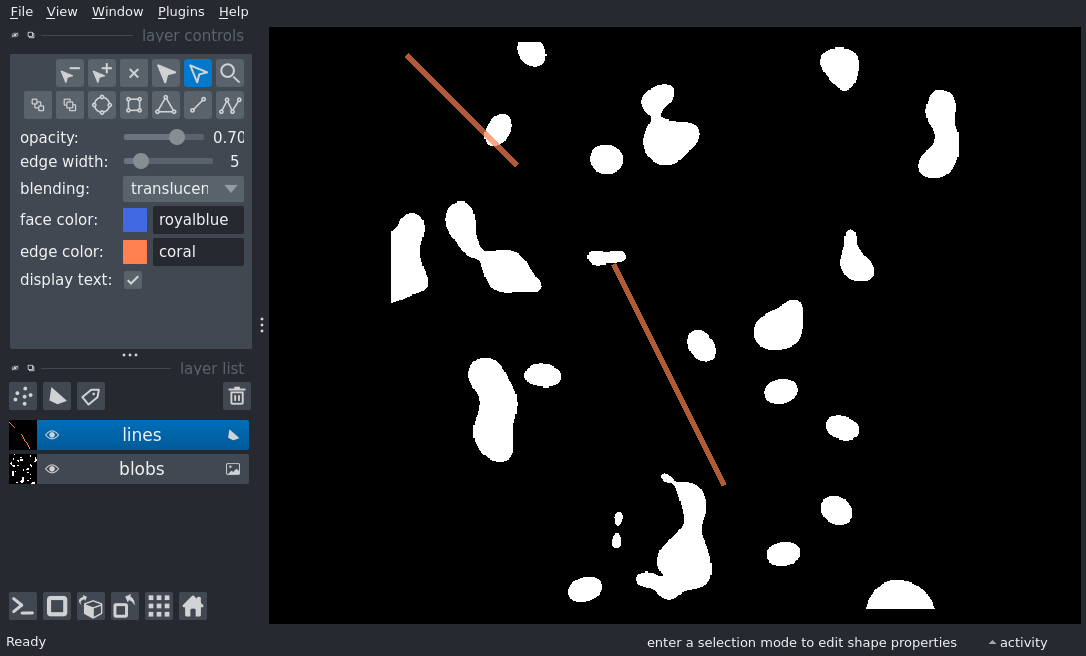 File View Window Plugins Help
layer controls
opacity: 0.70
edge width: 5
blending: translucen
face color: royalblue
edge color: coral
display text:
layer list
lines
blobs
Ready
enter a selection mode to edit shape properties
activity